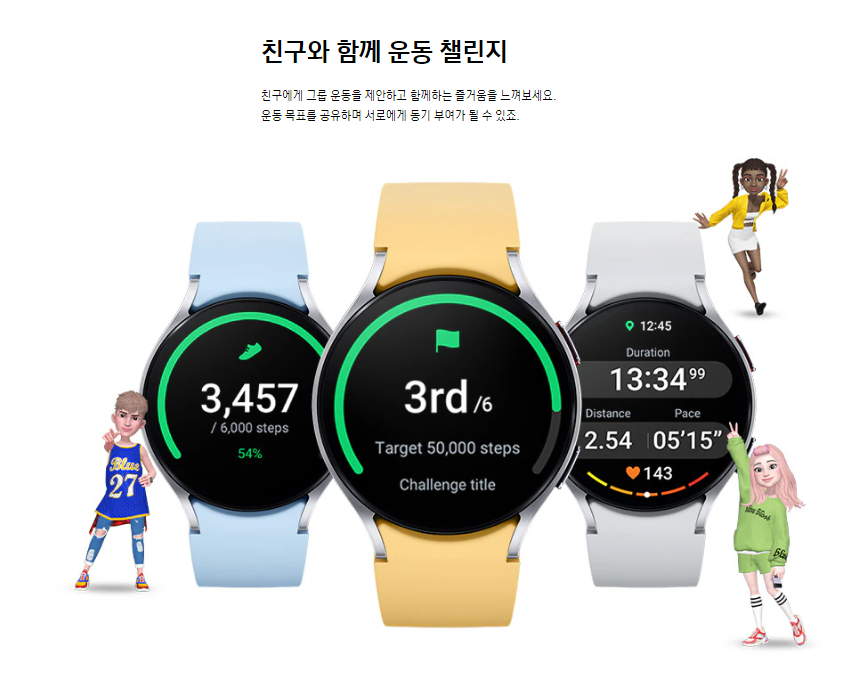 친구와 함께 운동 챌린지
친구에게 그룹 운동을 제안하고 함께하는 즐거움을 느껴보세요.
운동 목표를 공유하며 서로에게 동기 부여가 될 수 있죠.
3,457
/ 6,000 steps
54%
3rd /6
Target 50,000 steps
Challenge title
12:45
Duration
13:34 99
Distance Pace
2.54 05'15"
143
Blue
27